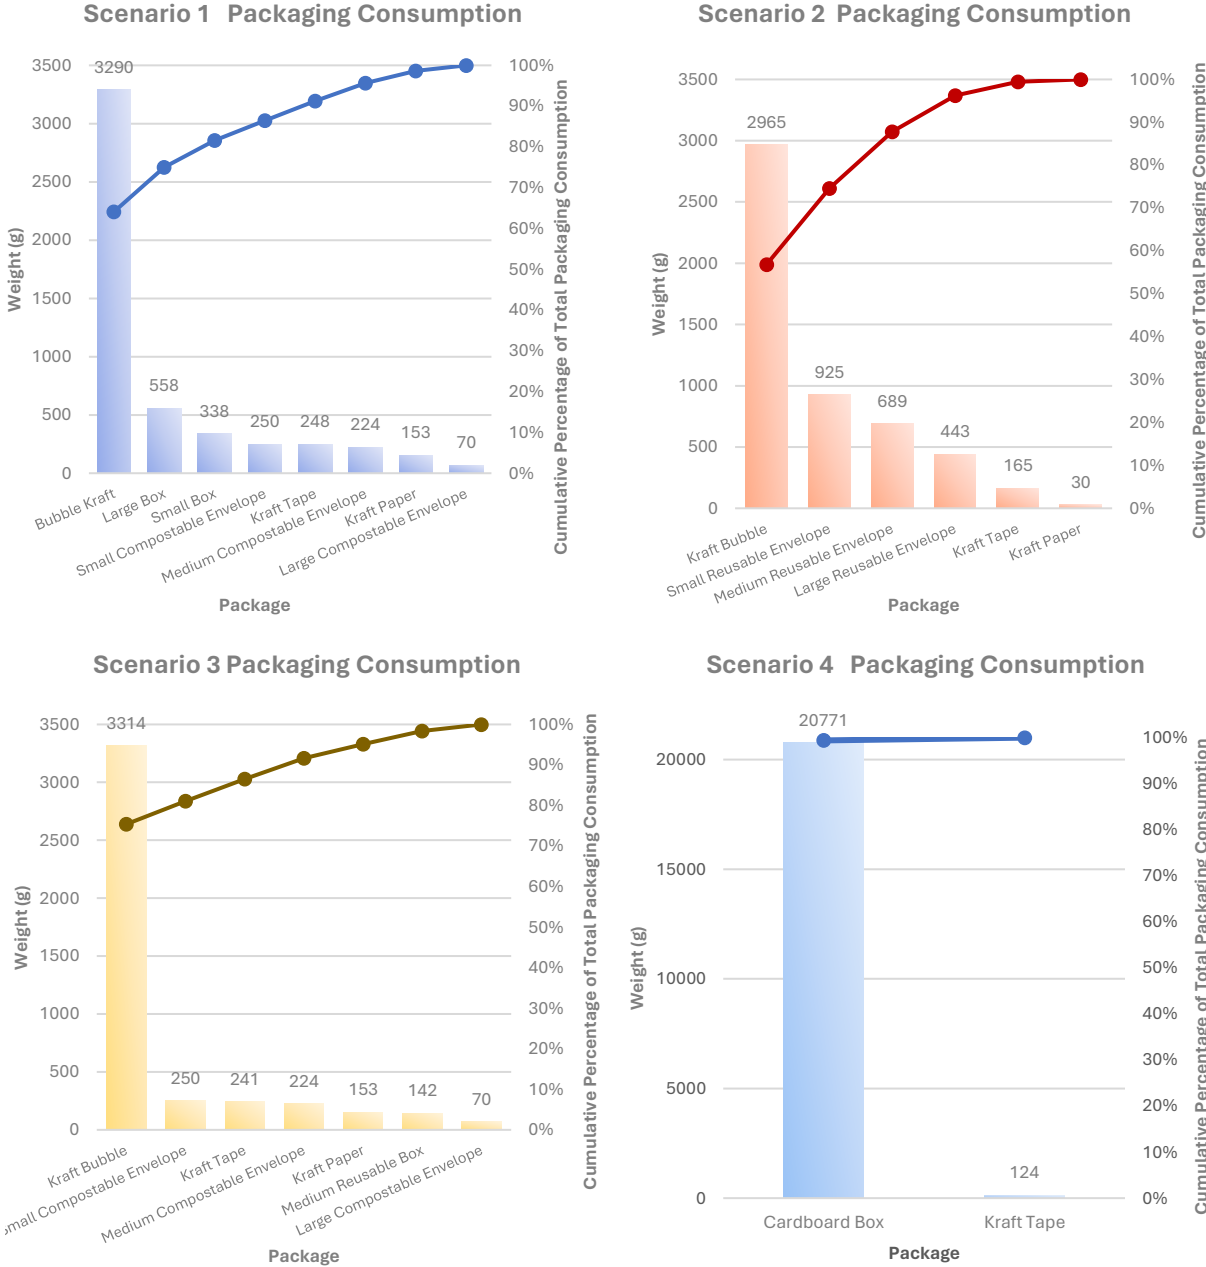 Scenario 1 Packaging Consumption
3500
3000
2500
2000
1500
1000
500
0
Weight (g)
3290
558
338
250
248
224
153
70
100%
90%
80%
70%
60%
50%
40%
30%
20%
10%
0%
Cumulative Percentage of Total Packaging Consumption
Bubble Kraft
Large Box
Small Box
Small Compostable Envelope
Kraft Tape
Medium Compostable Envelope
Kraft Paper
Large Compostable Envelope
Package
Scenario 2 Packaging Consumption
3500
3000
2500
2000
1500
1000
500
0
Weight (g)
2965
925
689
443
165
30
100%
90%
80%
70%
60%
50%
40%
30%
20%
10%
0%
Cumulative Percentage of Total Packaging Consumption
Kraft Bubble
Small Reusable Envelope
Medium Reusable Envelope
Large Reusable Envelope
Kraft Tape
Kraft Paper
Package
Scenario 3 Packaging Consumption
3500
3000
2500
2000
1500
1000
500
0
Weight (g)
3314
250
241
224
153
142
70
100%
90%
80%
70%
60%
50%
40%
30%
20%
10%
0%
Cumulative Percentage of Total Packaging Consumption
Kraft Bubble
Compostable Envelope
Kraft Tape
Medium Compostable Envelope
Kraft Paper
Medium Reusable Box
Large Compostable Envelope
Package
Scenario 4 Packaging Consumption
20000
15000
10000
5000
0
Weight (g)
20771
124
100%
90%
80%
70%
60%
50%
40%
30%
20%
10%
0%
Cumulative Percentage of Total Packaging Consumption
Cardboard Box
Kraft Tape
Package